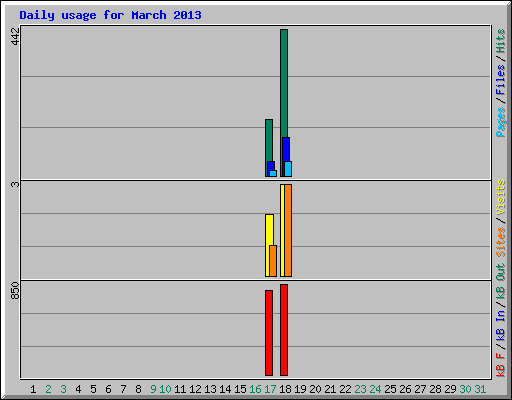 Daily usage for March 2013
442
3
850
Pages / Files / Hits
Sites / Visits
kB F / kB In / kB Out
1 2 3 4 5 6 7 8 9 10 11 12 13 14 15 16 17 18 19 20 21 22 23 24 25 26 27 28 29 30 31